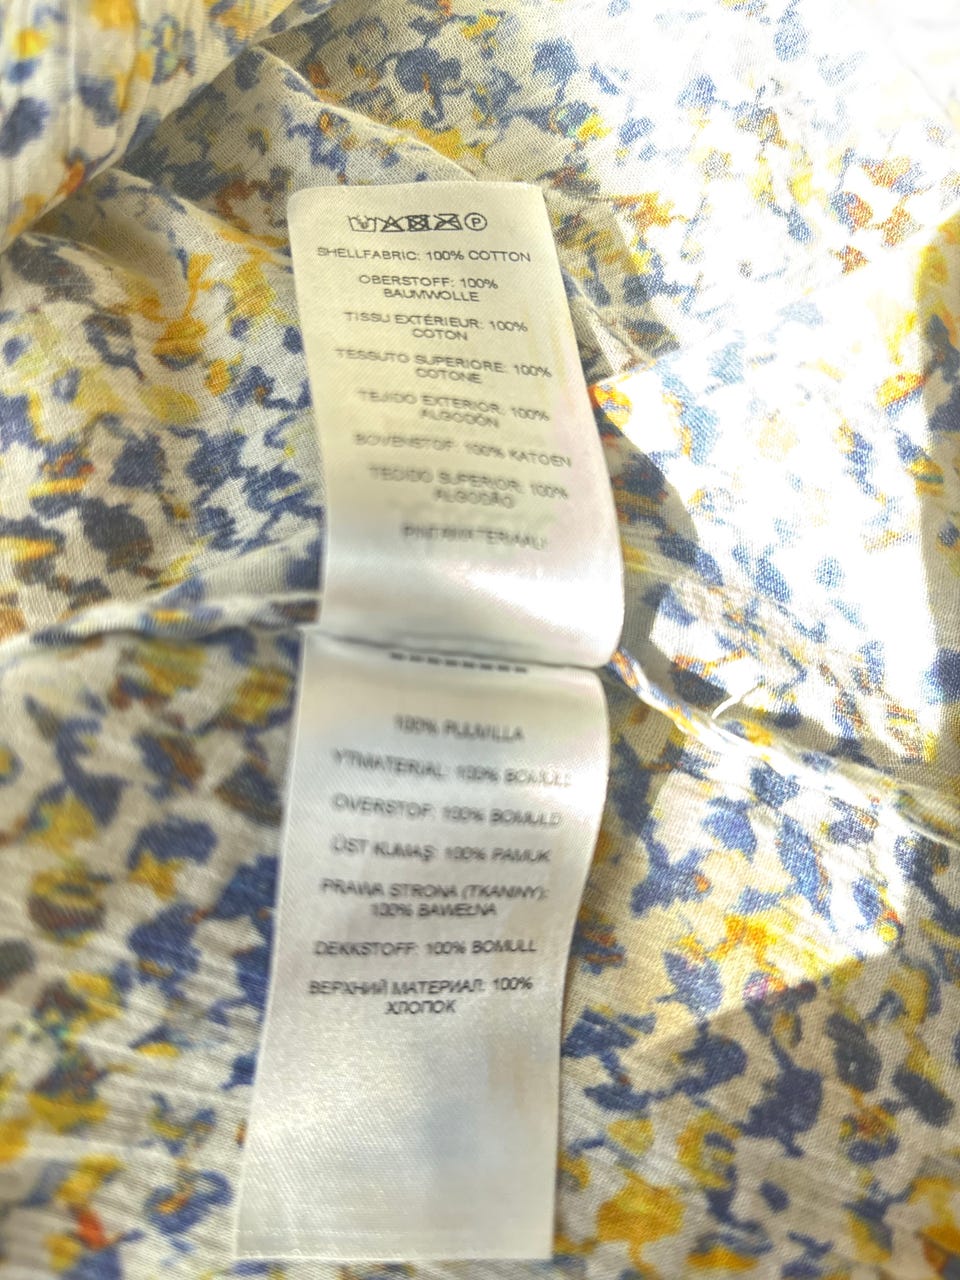 SHELLFABRIC: 100% COTTON
OBERSTOFF: 100%
BAUMWOLLE
TISSU EXTÉRIEUR: 100%
COTON
TESSUTO SUPERIORE: 100%
COTONE
TEJIDO EXTERIOR: 100%
ALGODÓN
BOVENSTOF: 100% KATOEN
TECIDO SUPERIOR: 100%
ALGODÃO
PINTAMATERIAALI
100% PUUVILLA
YTMATERIAL: 100% BOMULL
OVERSTOF: 100% BOMULD
ÜST KUMAŞ: 100% PAMUK
PRAWA STRONA (TKANINY):
100% BAWEŁNA
DEKKSTOFF: 100% BOMULL
ВЕРХНИЙ МАТЕРИАЛ: 100%
ХЛОПОК